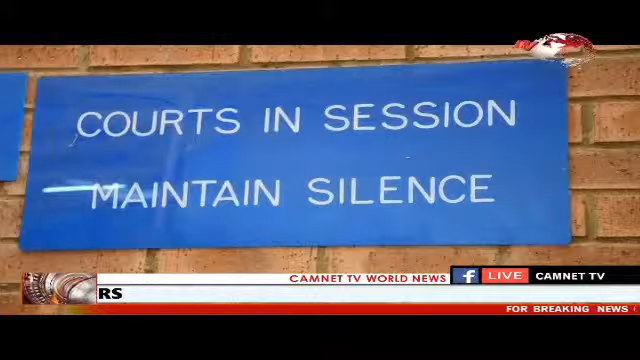 COURTS IN SESSION
MAINTAIN SILENCE
CAMNET TV WORLD NEWS
f LIVE CAMNET TV
RS
FOR BREAKING NEWS